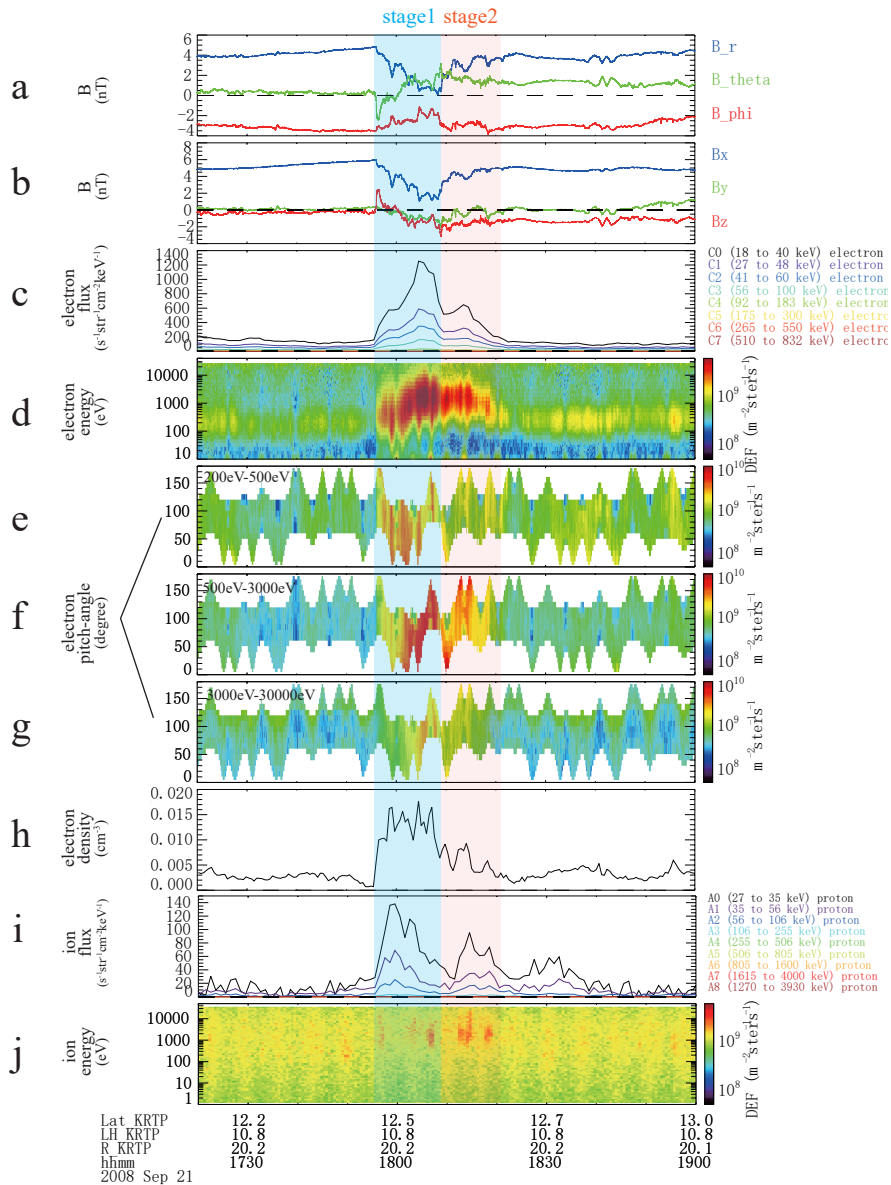 stage1 stage2
a
B
(nT)
6
4
2
0
−2
−4
B_r
B_theta
B_phi
b
B
(nT)
8
6
4
2
0
−2
−4
Bx
By
Bz
c
electron
flux
(s⁻¹str⁻¹cm⁻²keV⁻¹)
1400
1200
1000
800
600
400
200
0
C0 (18 to 40 keV) electron
C1 (27 to 48 keV) electron
C2 (41 to 60 keV) electron
C3 (56 to 100 keV) electron
C4 (92 to 183 keV) electron
C5 (175 to 300 keV) electron
C6 (265 to 550 keV) electron
C7 (510 to 832 keV) electron
d
electron
energy
(eV)
10000
1000
100
10
10⁹
10⁸
DEF (m⁻²sters⁻¹s⁻¹)
e
200eV-500eV
150
100
50
0
10¹⁰
10⁹
10⁸
m⁻²sters⁻¹s⁻¹
f
electron
pitch-angle
(degree)
500eV-3000eV
150
100
50
0
10¹⁰
10⁹
10⁸
m⁻²sters⁻¹s⁻¹
g
3000eV-30000eV
150
100
50
0
10¹⁰
10⁹
10⁸
m⁻²sters⁻¹s⁻¹
h
electron
density
(cm⁻³)
0.020
0.015
0.010
0.005
0.000
i
ion
flux
(s⁻¹str⁻¹cm⁻²keV⁻¹)
140
120
100
80
60
40
20
0
A0 (27 to 35 keV) proton
A1 (35 to 56 keV) proton
A2 (56 to 106 keV) proton
A3 (106 to 255 keV) proton
A4 (255 to 506 keV) proton
A5 (506 to 805 keV) proton
A6 (805 to 1600 keV) proton
A7 (1615 to 4000 keV) proton
A8 (1270 to 3930 keV) proton
j
ion
energy
(eV)
10000
1000
100
10
1
10⁹
10⁸
DEF (m⁻²sters⁻¹s⁻¹)
Lat_KRTP 12.2 12.5 12.7 13.0
LH_KRTP 10.8 10.8 10.8 10.8
R_KRTP 20.2 20.2 20.2 20.1
hhmm 1730 1800 1830 1900
2008 Sep 21